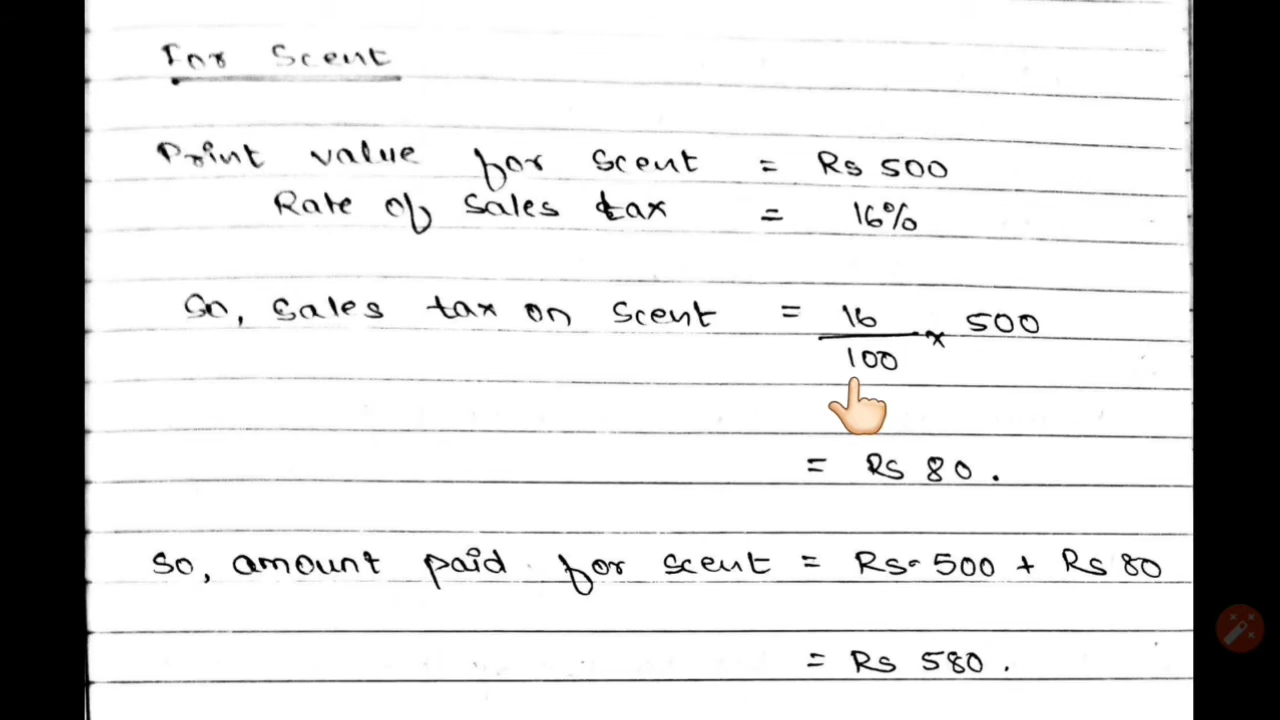 For Scent
Print value for scent = Rs 500
Rate of sales tax = 16%
So, sales tax on scent = 16/100 × 500
= Rs 80.
So, amount paid for scent = Rs. 500 + Rs 80
= Rs 580.